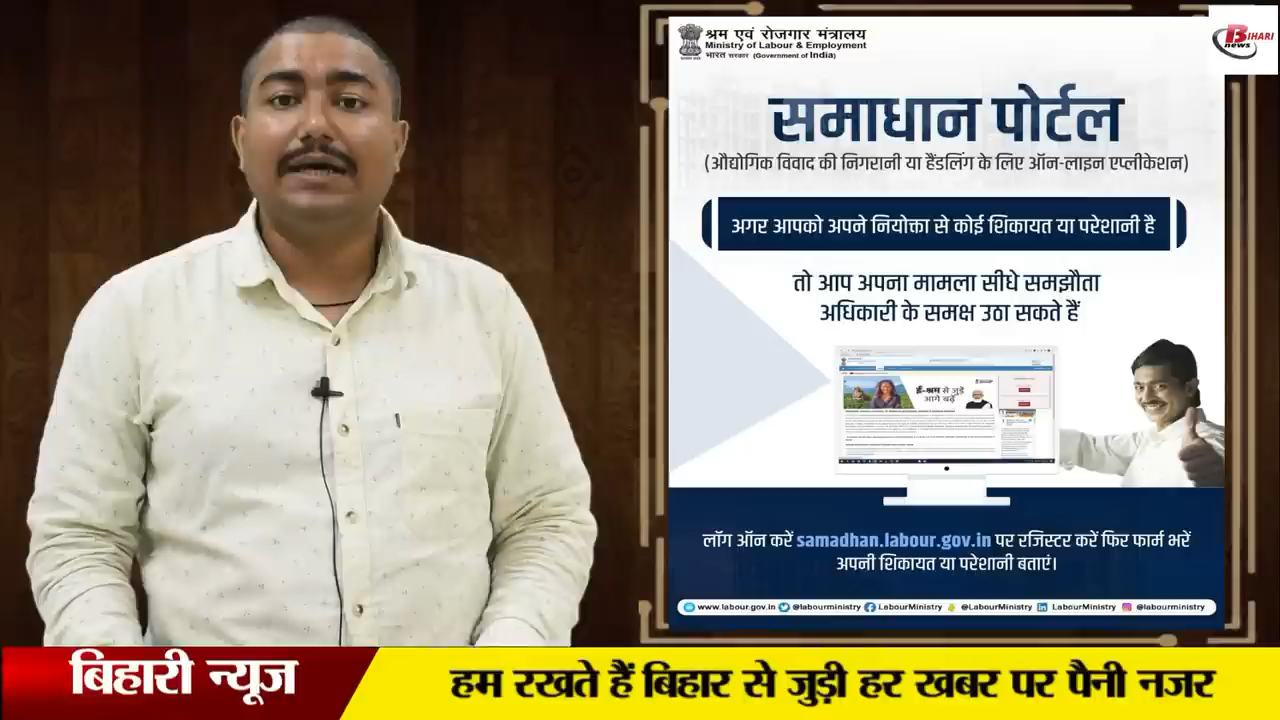 श्रम एवं रोजगार मंत्रालय
Ministry of Labour & Employment
भारत सरकार (Government of India)
BIHARI
news
समाधान पोर्टल
(औद्योगिक विवाद की निगरानी या हैंडलिंग के लिए ऑन-लाइन एप्लीकेशन)
अगर आपको अपने नियोक्ता से कोई शिकायत या परेशानी है
तो आप अपना मामला सीधे समझौता
अधिकारी के समक्ष उठा सकते हैं
ई-श्रम से जुड़ें
आगे बढ़ें
लॉग ऑन करें samadhan.labour.gov.in पर रजिस्टर करें फिर फार्म भरें
अपनी शिकायत या परेशानी बताएं।
www.labour.gov.in @labourministry LabourMinistry @LabourMinistry LabourMinistry @labourministry
बिहारी न्यूज हम रखते हैं बिहार से जुड़ी हर खबर पर पैनी नजर